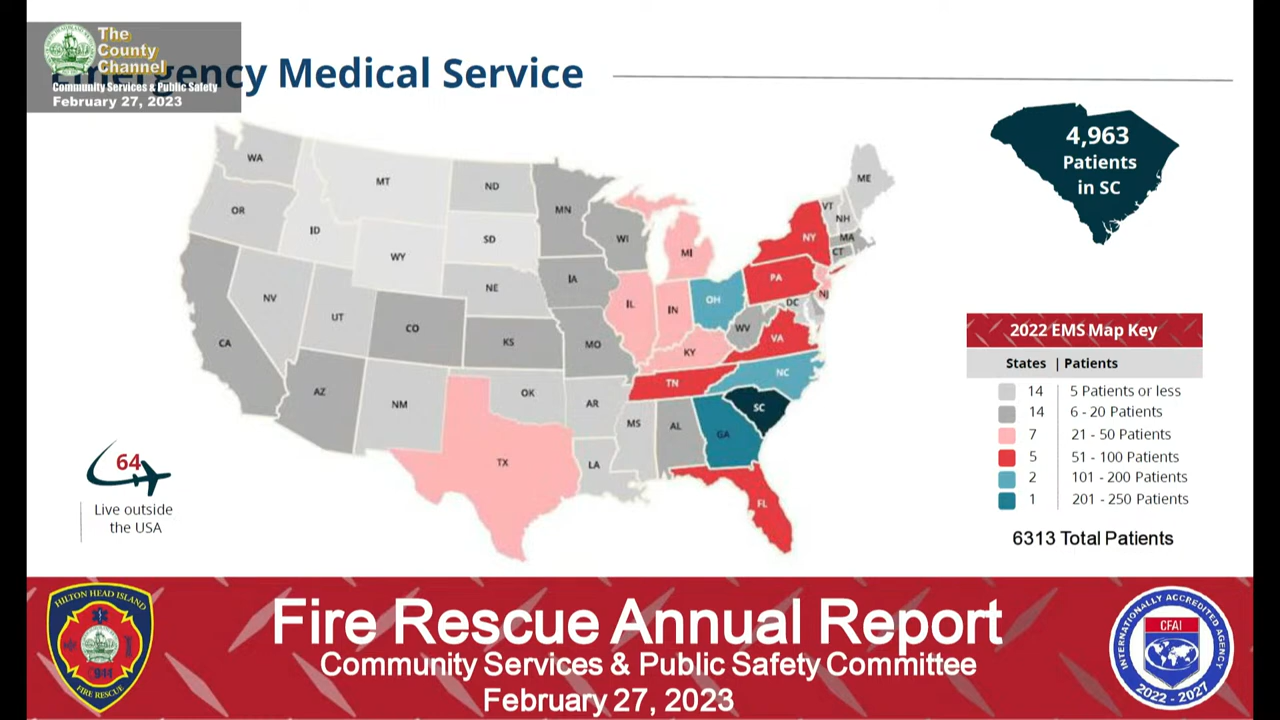 The
County
Channel
Community Services & Public Safety
February 27, 2023
Emergency Medical Service
4,963
Patients
in SC
WA
OR
CA
NV
ID
MT
WY
UT
AZ
CO
NM
ND
SD
NE
KS
OK
TX
MN
IA
MO
AR
LA
WI
IL
MS
MI
IN
KY
TN
AL
OH
WV
VA
NC
SC
GA
FL
PA
NY
NJ
DC
VT
NH
MA
CT
ME
2022 EMS Map Key
States | Patients
14 5 Patients or less
14 6 - 20 Patients
7 21 - 50 Patients
5 51 - 100 Patients
2 101 - 200 Patients
1 201 - 250 Patients
6313 Total Patients
64
Live outside
the USA
HILTON HEAD ISLAND
911
FIRE RESCUE
Fire Rescue Annual Report
Community Services & Public Safety Committee
February 27, 2023
INTERNATIONALLY ACCREDITED AGENCY
CFAI
2022 - 2027